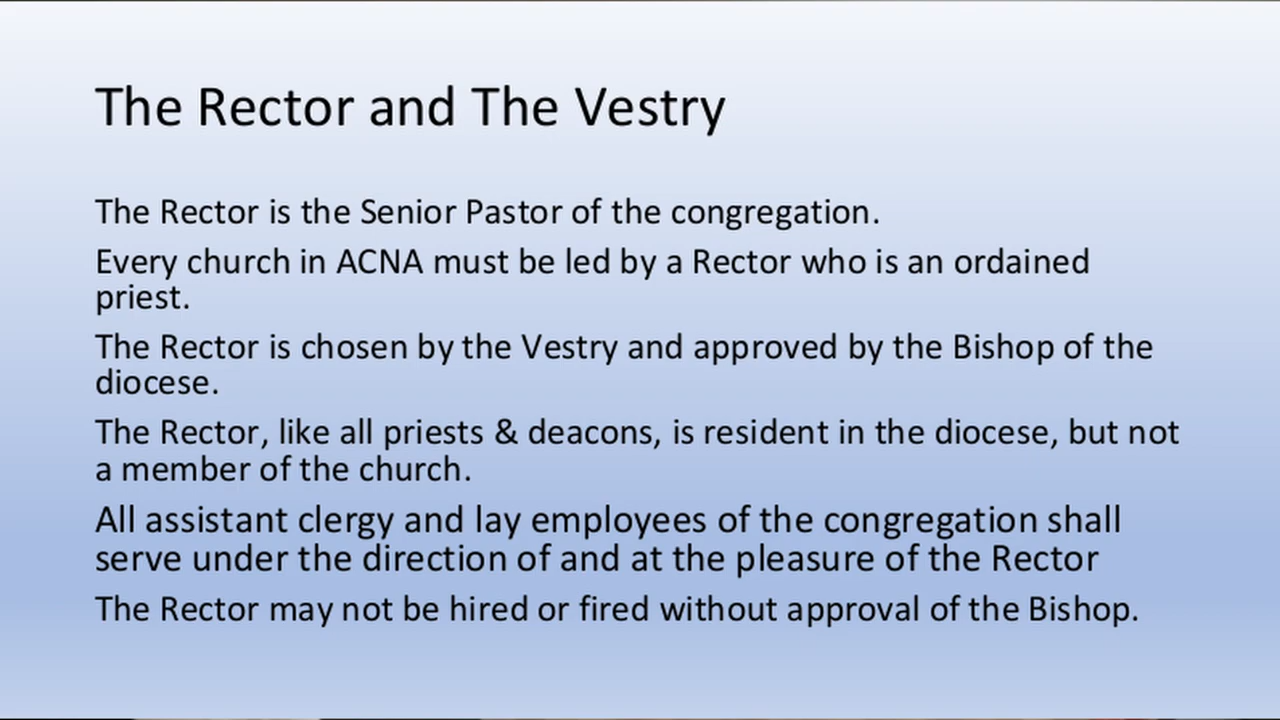 The Rector and The Vestry
The Rector is the Senior Pastor of the congregation.
Every church in ACNA must be led by a Rector who is an ordained
priest.
The Rector is chosen by the Vestry and approved by the Bishop of the
diocese.
The Rector, like all priests & deacons, is resident in the diocese, but not
a member of the church.
All assistant clergy and lay employees of the congregation shall
serve under the direction of and at the pleasure of the Rector
The Rector may not be hired or fired without approval of the Bishop.